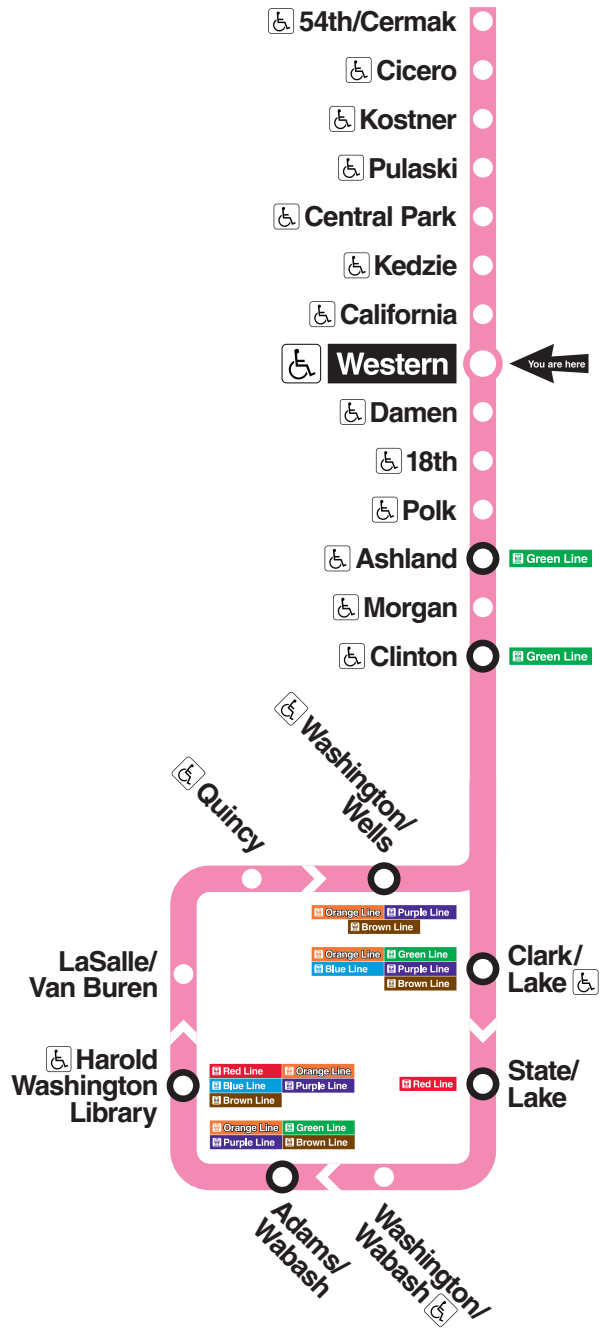 54th/Cermak
Cicero
Kostner
Pulaski
Central Park
Kedzie
California
Western
You are here
Damen
18th
Polk
Ashland
Green Line
Morgan
Clinton
Green Line
Washington/
Wells
Quincy
Orange Line
Purple Line
Brown Line
Orange Line
Green Line
Blue Line
Purple Line
Brown Line
Clark/
Lake
LaSalle/
Van Buren
Harold
Washington
Library
Red Line
Orange Line
Blue Line
Purple Line
Brown Line
Red Line
State/
Lake
Orange Line
Green Line
Purple Line
Brown Line
Adams/
Wabash
Washington/
Wabash